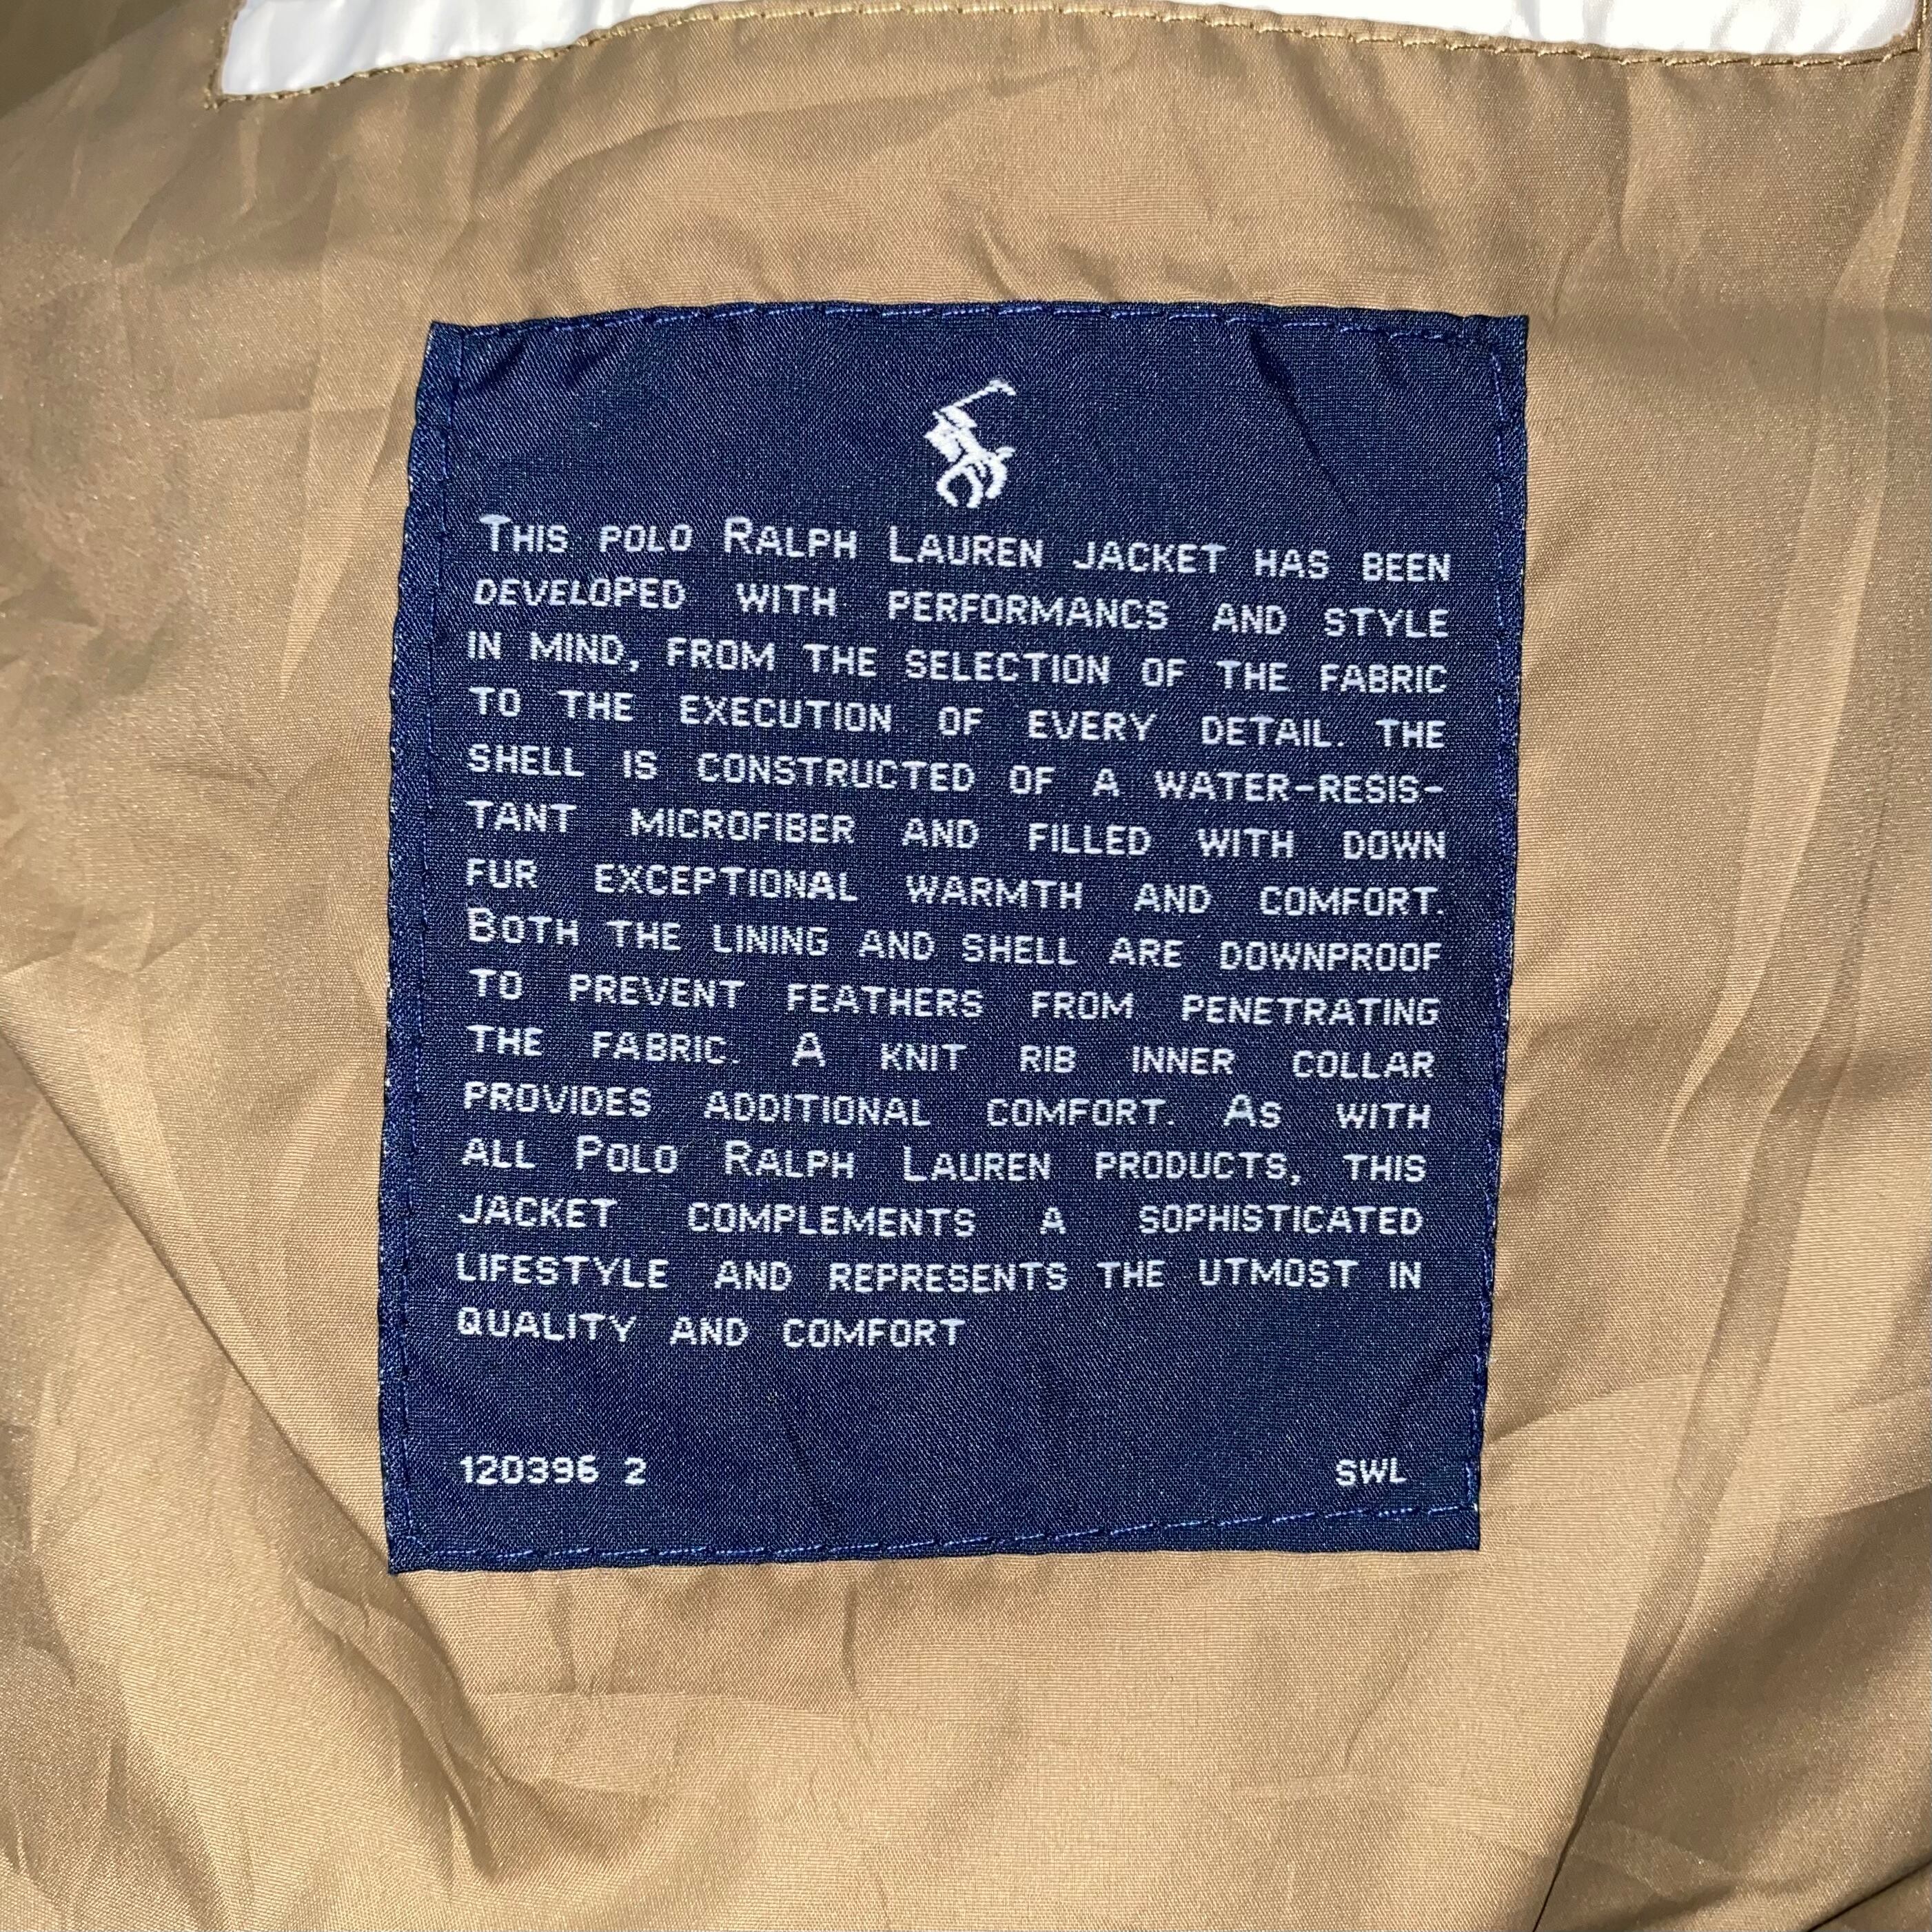 THIS POLO RALPH LAUREN JACKET HAS BEEN
DEVELOPED WITH PERFORMANCS AND STYLE
IN MIND, FROM THE SELECTION OF THE FABRIC
TO THE EXECUTION OF EVERY DETAIL. THE
SHELL IS CONSTRUCTED OF A WATER-RESIS-
TANT MICROFIBER AND FILLED WITH DOWN
FUR EXCEPTIONAL WARMTH AND COMFORT.
BOTH THE LINING AND SHELL ARE DOWNPROOF
TO PREVENT FEATHERS FROM PENETRATING
THE FABRIC. A KNIT RIB INNER COLLAR
PROVIDES ADDITIONAL COMFORT. AS WITH
ALL POLO RALPH LAUREN PRODUCTS, THIS
JACKET COMPLEMENTS A SOPHISTICATED
LIFESTYLE AND REPRESENTS THE UTMOST IN
QUALITY AND COMFORT
120396 2 SWL